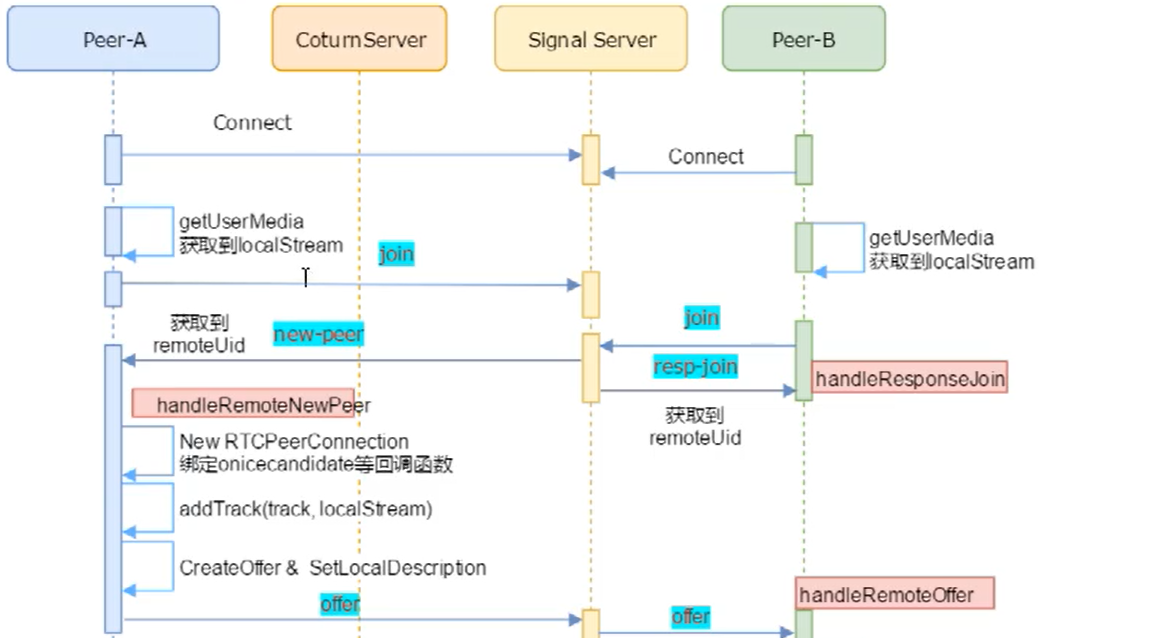 Peer-A
CoturnServer
Signal Server
Peer-B
Connect
Connect
getUserMedia
获取到localStream
join
getUserMedia
获取到localStream
join
获取到
remoteUid
new-peer
resp-join
handleResponseJoin
获取到
remoteUid
handleRemoteNewPeer
New RTCPeerConnection
绑定onicecandidate等回调函数
addTrack(track, localStream)
CreateOffer & SetLocalDescription
offer
handleRemoteOffer
offer